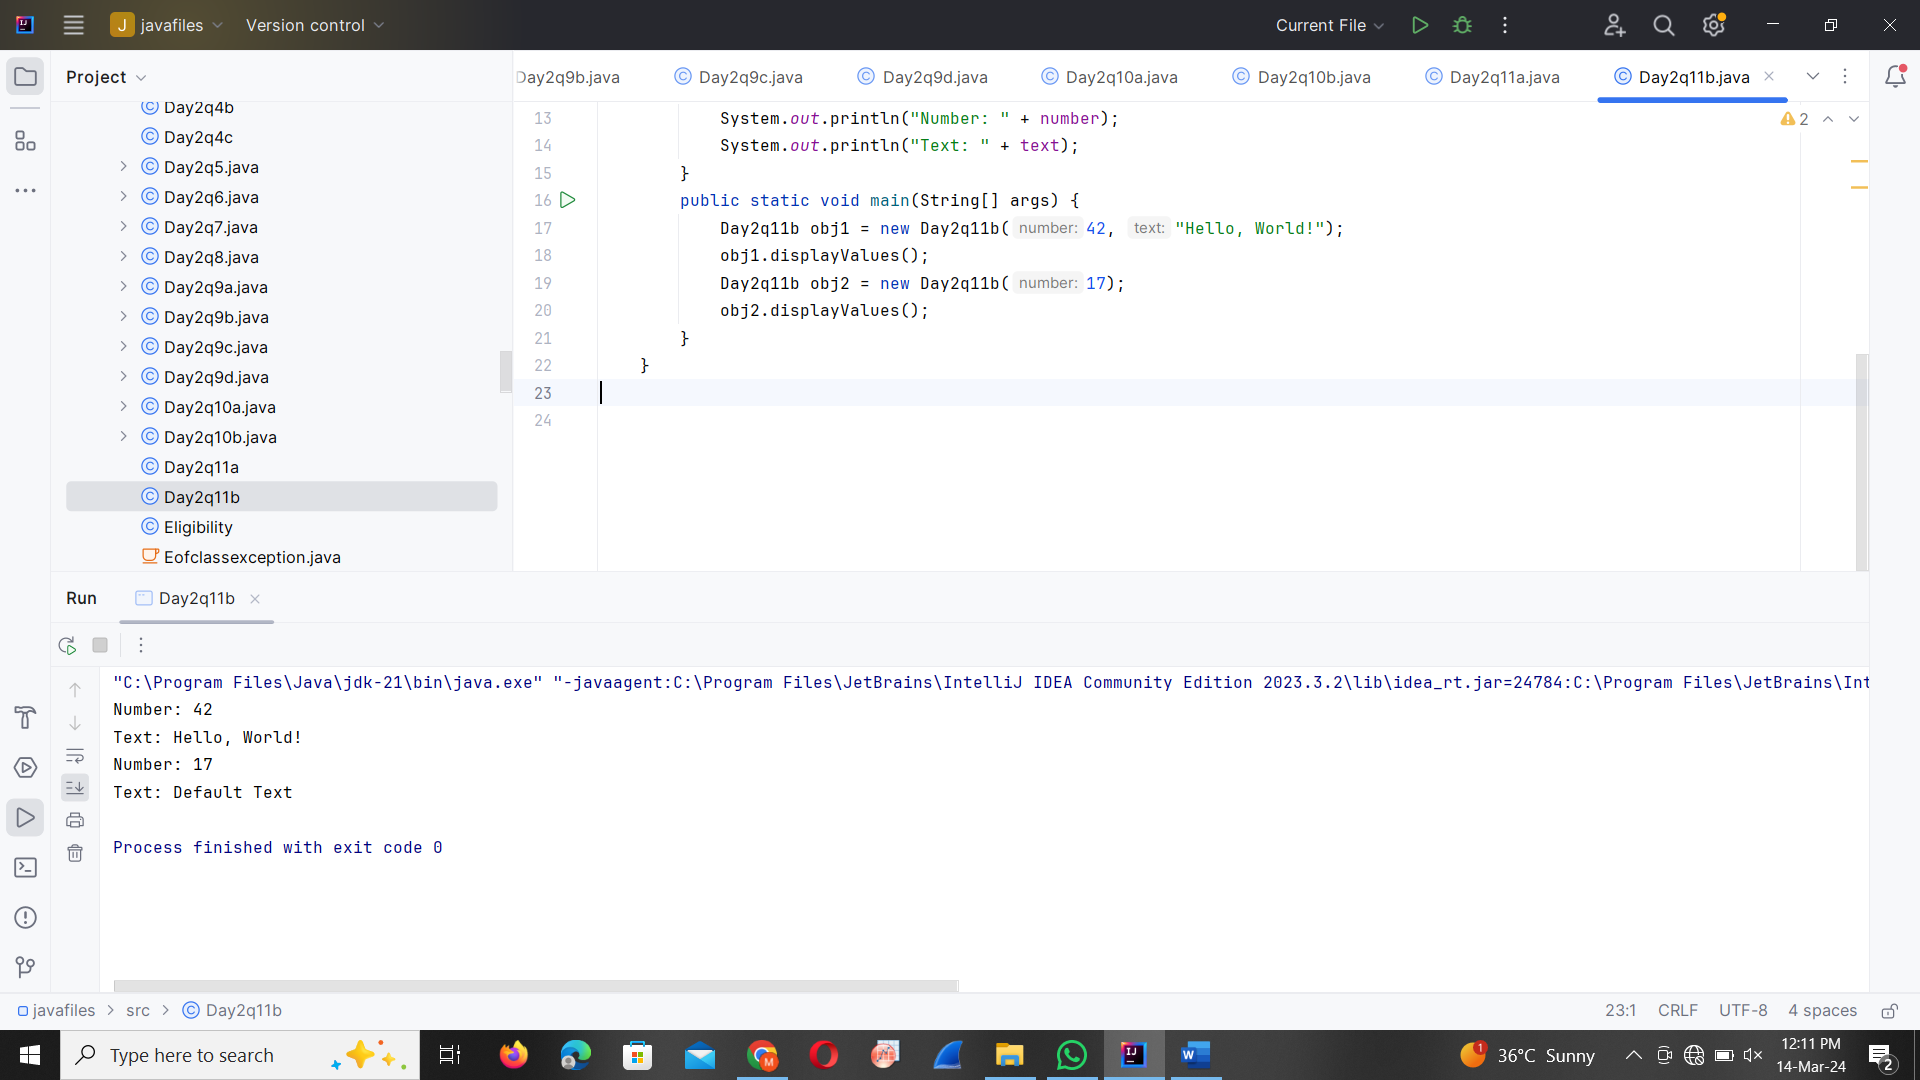 J javafiles Version control Current File
Project
Day2q9b.java Day2q9c.java Day2q9d.java Day2q10a.java Day2q10b.java Day2q11a.java Day2q11b.java
Day2q4b
Day2q4c
Day2q5.java
Day2q6.java
Day2q7.java
Day2q8.java
Day2q9a.java
Day2q9b.java
Day2q9c.java
Day2q9d.java
Day2q10a.java
Day2q10b.java
Day2q11a
Day2q11b
Eligibility
Eofclassexception.java
2
13 System.out.println("Number: " + number);
14 System.out.println("Text: " + text);
15 }
16 public static void main(String[] args) {
17 Day2q11b obj1 = new Day2q11b( number: 42, text: "Hello, World!");
18 obj1.displayValues();
19 Day2q11b obj2 = new Day2q11b( number: 17);
20 obj2.displayValues();
21 }
22 }
23
24
Run Day2q11b
"C:\Program Files\Java\jdk-21\bin\java.exe" "-javaagent:C:\Program Files\JetBrains\IntelliJ IDEA Community Edition 2023.3.2\lib\idea_rt.jar=24784:C:\Program Files\JetBrains\Int
Number: 42
Text: Hello, World!
Number: 17
Text: Default Text
Process finished with exit code 0
javafiles > src > Day2q11b 23:1 CRLF UTF-8 4 spaces
Type here to search
1
36°C Sunny
12:11 PM
14-Mar-24
2